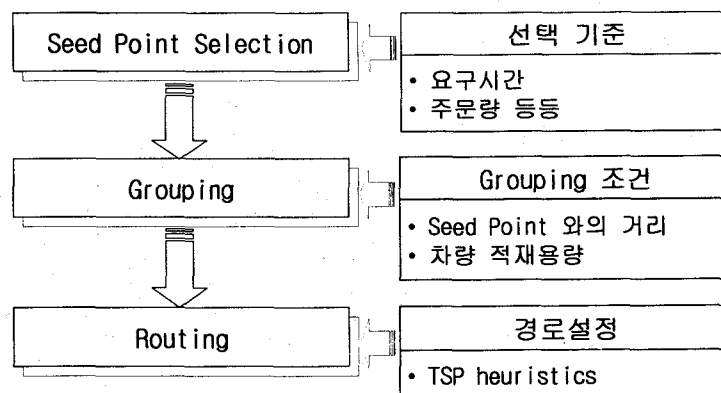 Seed Point Selection
선택 기준
• 요구시간
• 주문량 등등
Grouping
Grouping 조건
• Seed Point 와의 거리
• 차량 적재용량
Routing
경로설정
• TSP heuristics